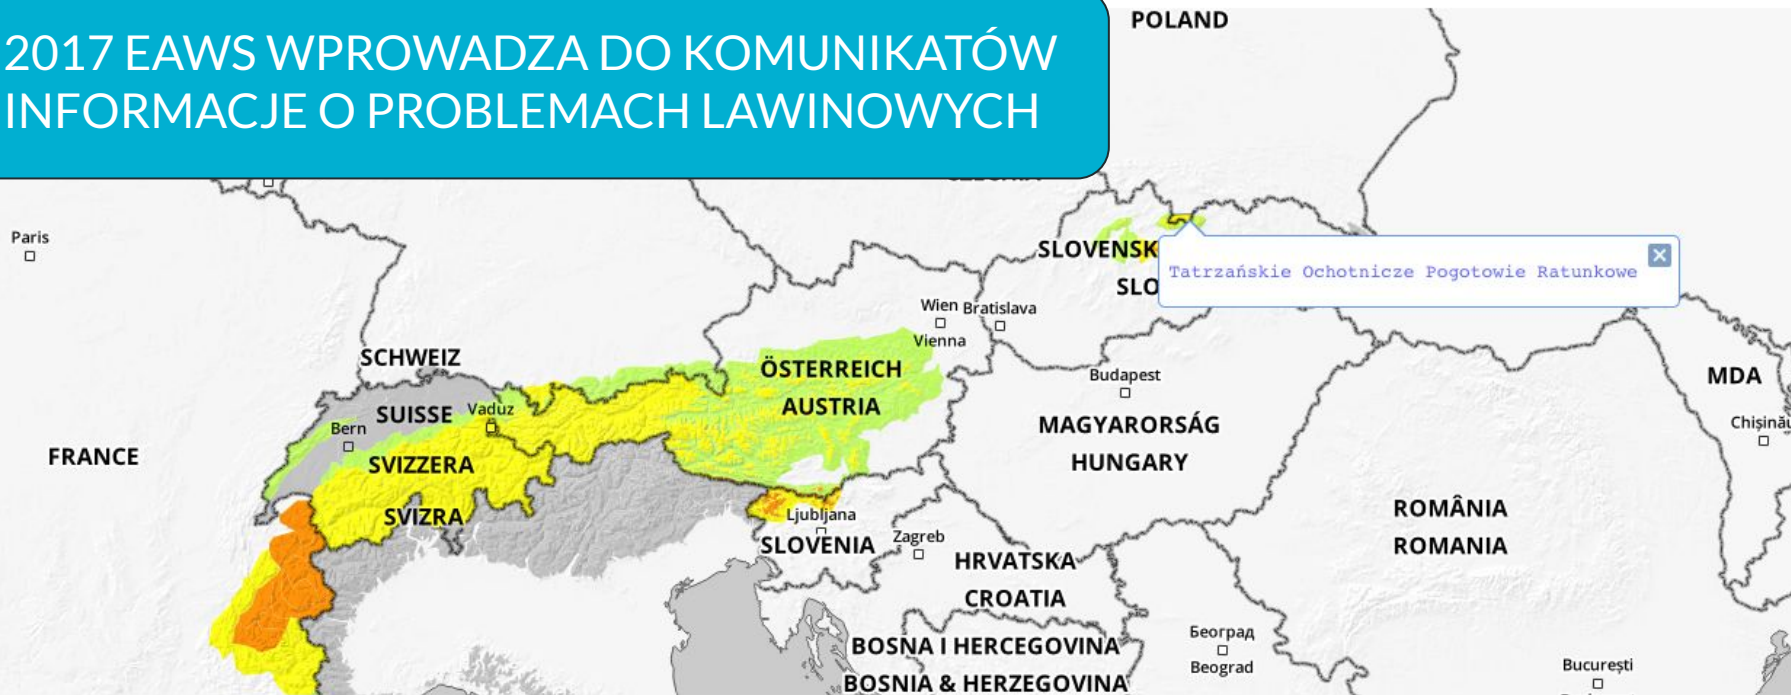 2017 EAWS WPROWADZA DO KOMUNIKATÓW
INFORMACJE O PROBLEMACH LAWINOWYCH
POLAND
Paris
SLOVENSK
SLO
Tatrzańskie Ochotnicze Pogotowie Ratunkowe
Wien
Vienna
Bratislava
SCHWEIZ
SUISSE
SVIZZERA
SVIZRA
Vaduz
Bern
ÖSTERREICH
AUSTRIA
Budapest
MAGYARORSÁG
HUNGARY
MDA
Chișinău
FRANCE
Ljubljana
SLOVENIA
Zagreb
HRVATSKA
CROATIA
ROMÂNIA
ROMANIA
BOSNA I HERCEGOVINA
BOSNIA & HERZEGOVINA
Београд
Beograd
București